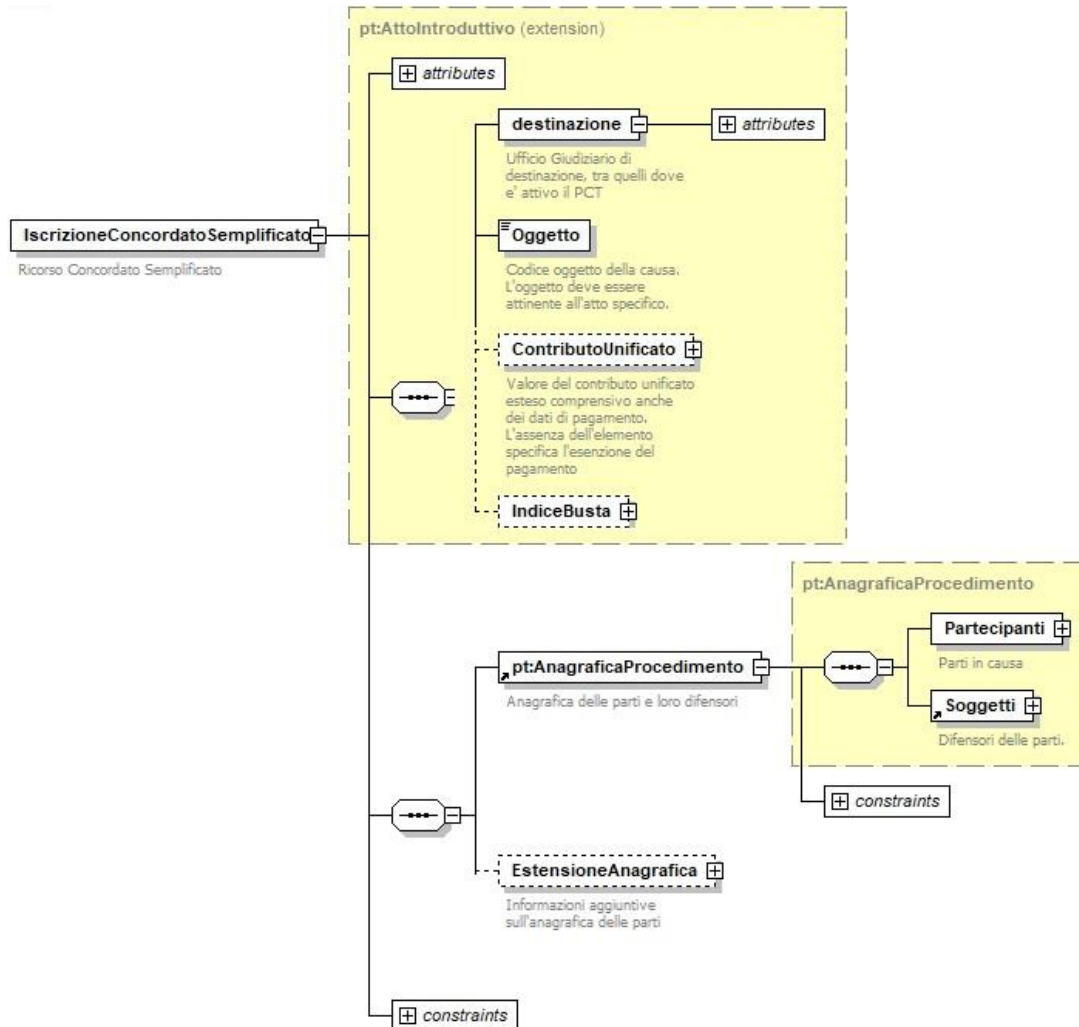 pt:AttoIntroduttivo (extension)
attributes
destinazione
attributes
Ufficio Giudiziario di
destinazione, tra quelli dove
e' attivo il PCT
IscrizioneConcordatoSemplificato
Ricorso Concordato Semplificato
Oggetto
Codice oggetto della causa.
L'oggetto deve essere
attinente all'atto specifico.
ContributoUnificato
Valore del contributo unificato
esteso comprensivo anche
dei dati di pagamento.
L'assenza dell'elemento
specifica l'esenzione del
pagamento
IndiceBusta
pt:AnagraficaProcedimento
Partecipanti
Parti in causa
pt:AnagraficaProcedimento
Anagrafica delle parti e loro difensori
Soggetti
Difensori delle parti.
constraints
EstensioneAnagrafica
Informazioni aggiuntive
sull'anagrafica delle parti
constraints